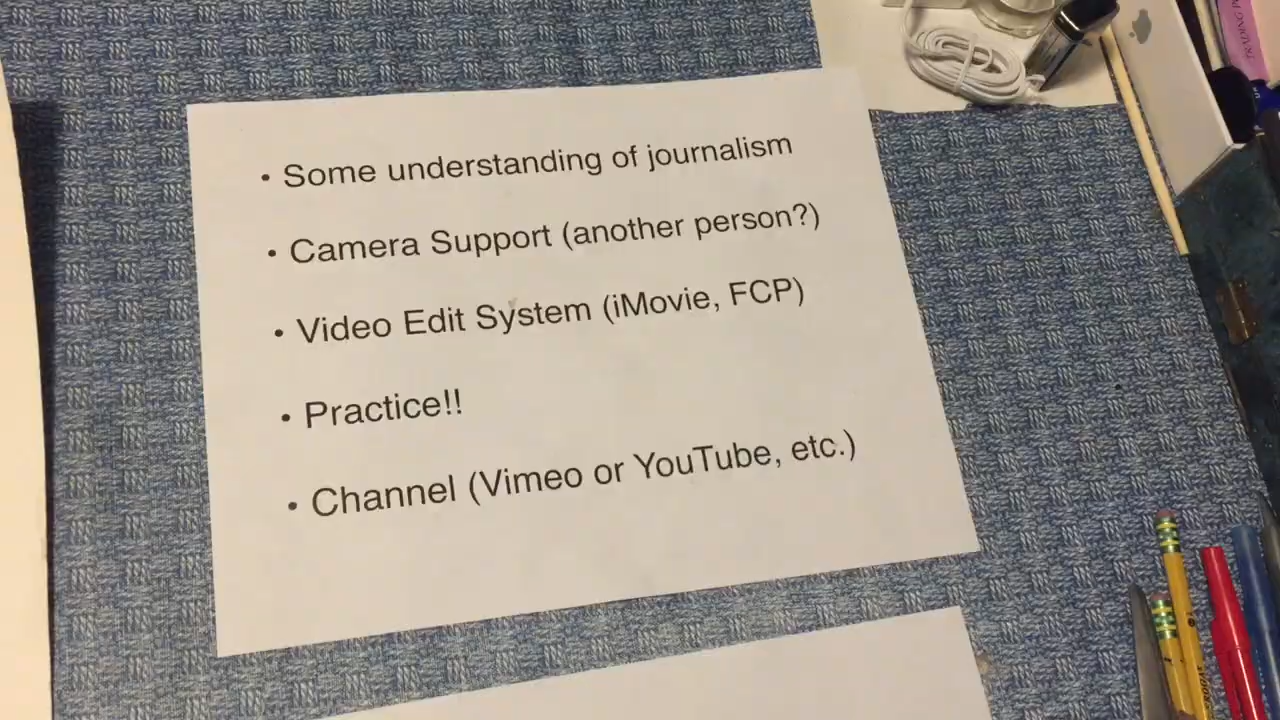 • Some understanding of journalism
• Camera Support (another person?)
• Video Edit System (iMovie, FCP)
• Practice!!
• Channel (Vimeo or YouTube, etc.)
TRADING